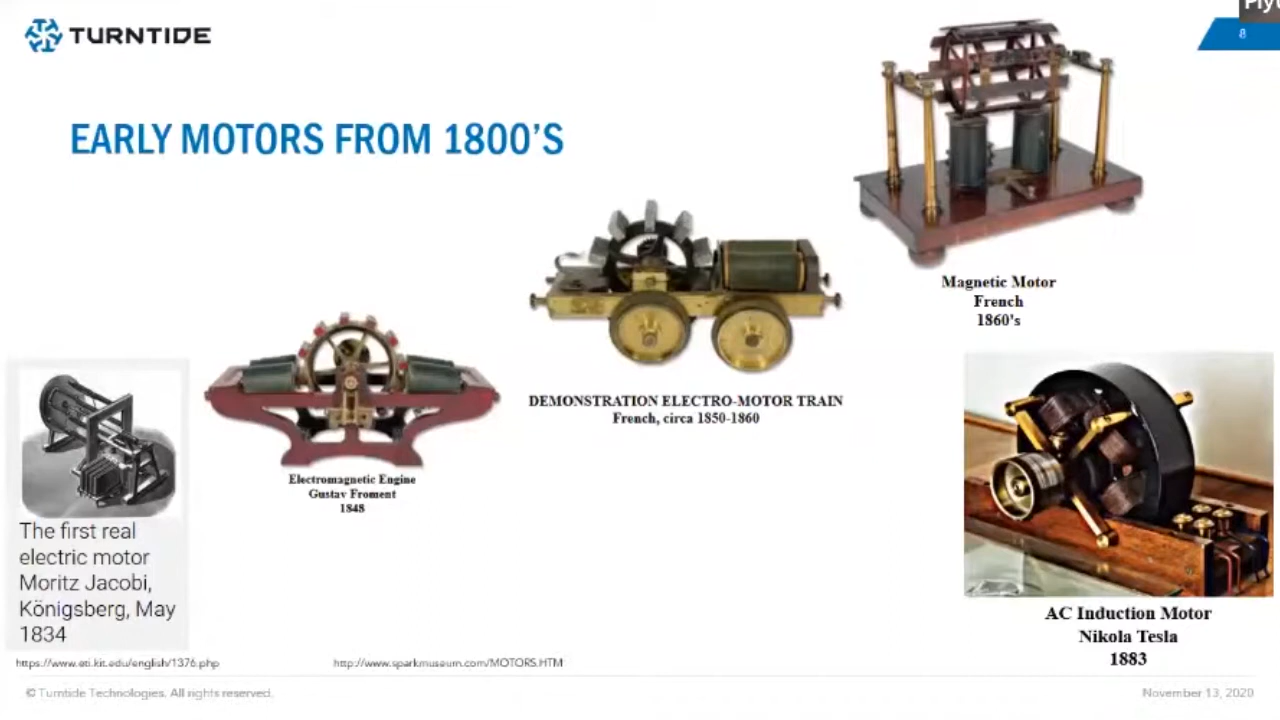 TURNTIDE
8
EARLY MOTORS FROM 1800'S
Magnetic Motor
French
1860's
DEMONSTRATION ELECTRO-MOTOR TRAIN
French, circa 1850-1860
Electromagnetic Engine
Gustav Froment
1848
The first real
electric motor
Moritz Jacobi,
Königsberg, May
1834
AC Induction Motor
Nikola Tesla
1883
https://www.eti.kit.edu/english/1376.php
http://www.sparkmuseum.com/MOTORS.HTM
© Turntide Technologies. All rights reserved.
November 13, 2020